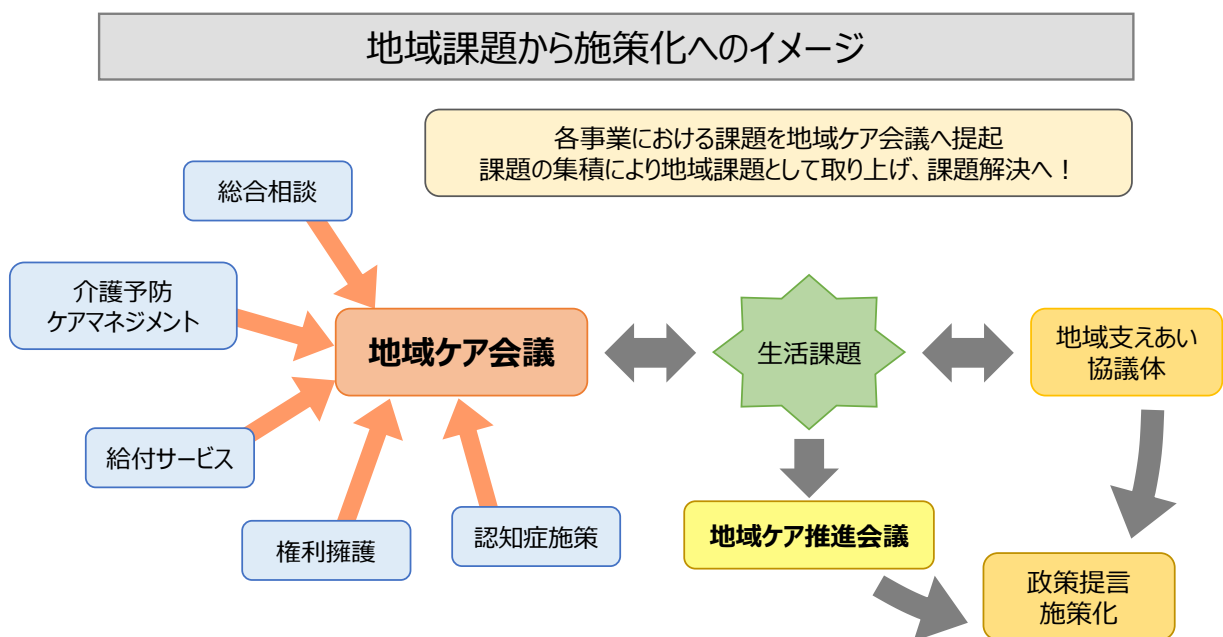 地域課題から施策化へのイメージ
各事業における課題を地域ケア会議へ提起
課題の集積により地域課題として取り上げ、課題解決へ！
総合相談
介護予防
ケアマネジメント
地域ケア会議
生活課題
地域支えあい
協議体
給付サービス
権利擁護
認知症施策
地域ケア推進会議
政策提言
施策化